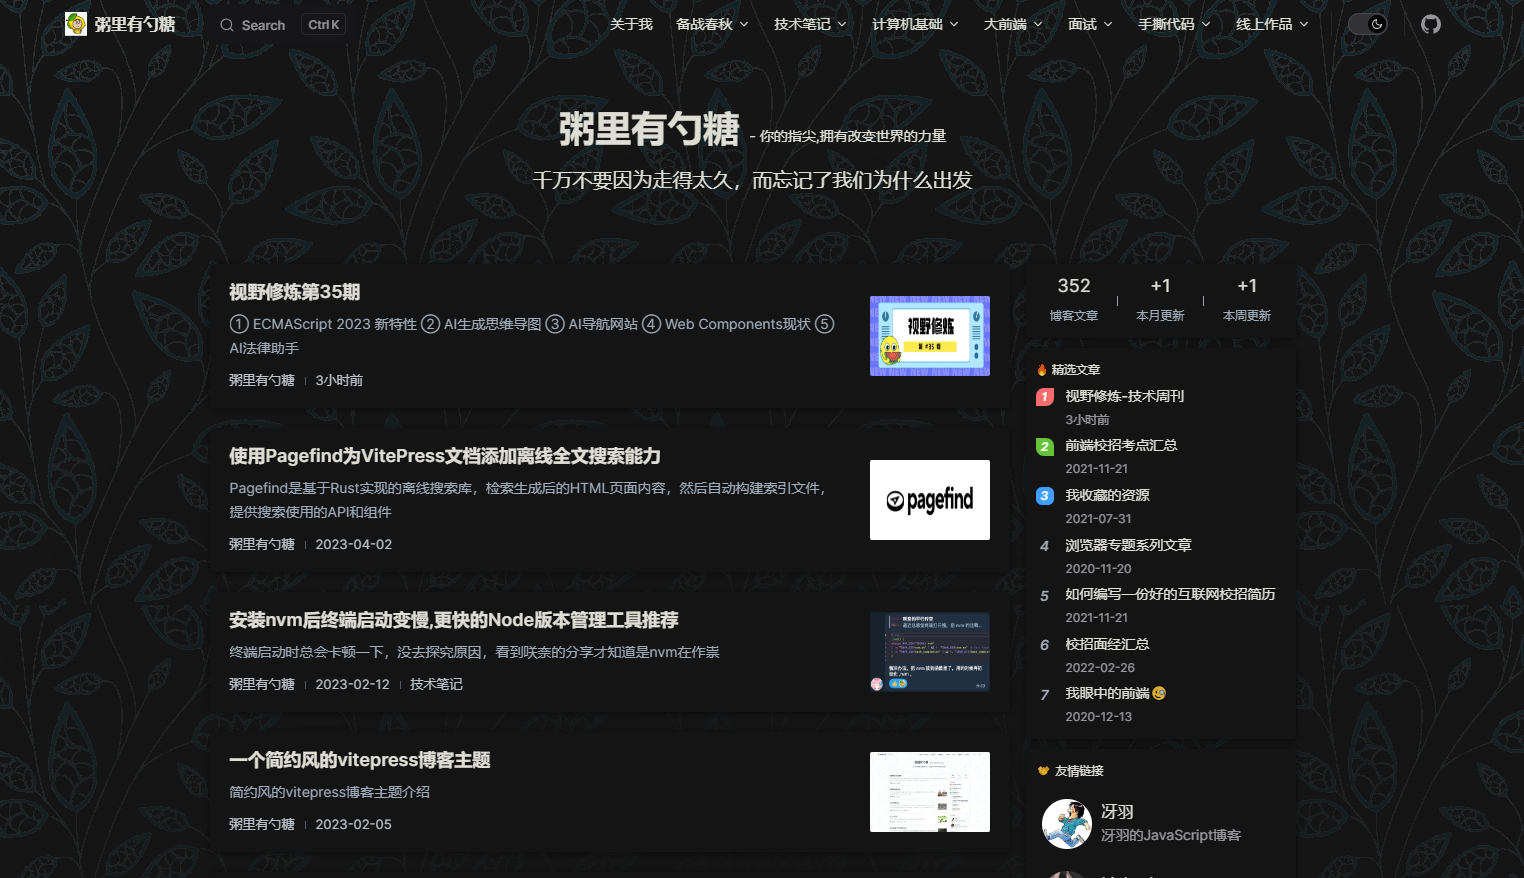 粥里有勺糖
Search
Ctrl K
关于我
备战春秋
技术笔记
计算机基础
大前端
面试
手撕代码
线上作品
粥里有勺糖 - 你的指尖,拥有改变世界的力量
千万不要因为走得太久，而忘记了我们为什么出发
视野修炼第35期
① ECMAScript 2023 新特性 ② AI生成思维导图 ③ AI导航网站 ④ Web Components现状 ⑤
AI法律助手
粥里有勺糖
3小时前
视野修炼
第 #35 期
使用Pagefind为VitePress文档添加离线全文搜索能力
Pagefind是基于Rust实现的离线搜索库，检索生成后的HTML页面内容，然后自动构建索引文件，
提供搜索使用的API和组件
粥里有勺糖
2023-04-02
pagefind
安装nvm后终端启动变慢,更快的Node版本管理工具推荐
终端启动时总会卡顿一下，没去探究原因，看到咲奈的分享才知道是nvm在作祟
粥里有勺糖
2023-02-12
技术笔记
一个简约风的vitepress博客主题
简约风的vitepress博客主题介绍
粥里有勺糖
2023-02-05
352
博客文章
+1
本月更新
+1
本周更新
精选文章
1
视野修炼-技术周刊
3小时前
2
前端校招考点汇总
2021-11-21
3
我收藏的资源
2021-07-31
4
浏览器专题系列文章
2020-11-20
5
如何编写一份好的互联网校招简历
2021-11-21
6
校招面经汇总
2022-02-26
7
我眼中的前端
2020-12-13
友情链接
冴羽
冴羽的JavaScript博客